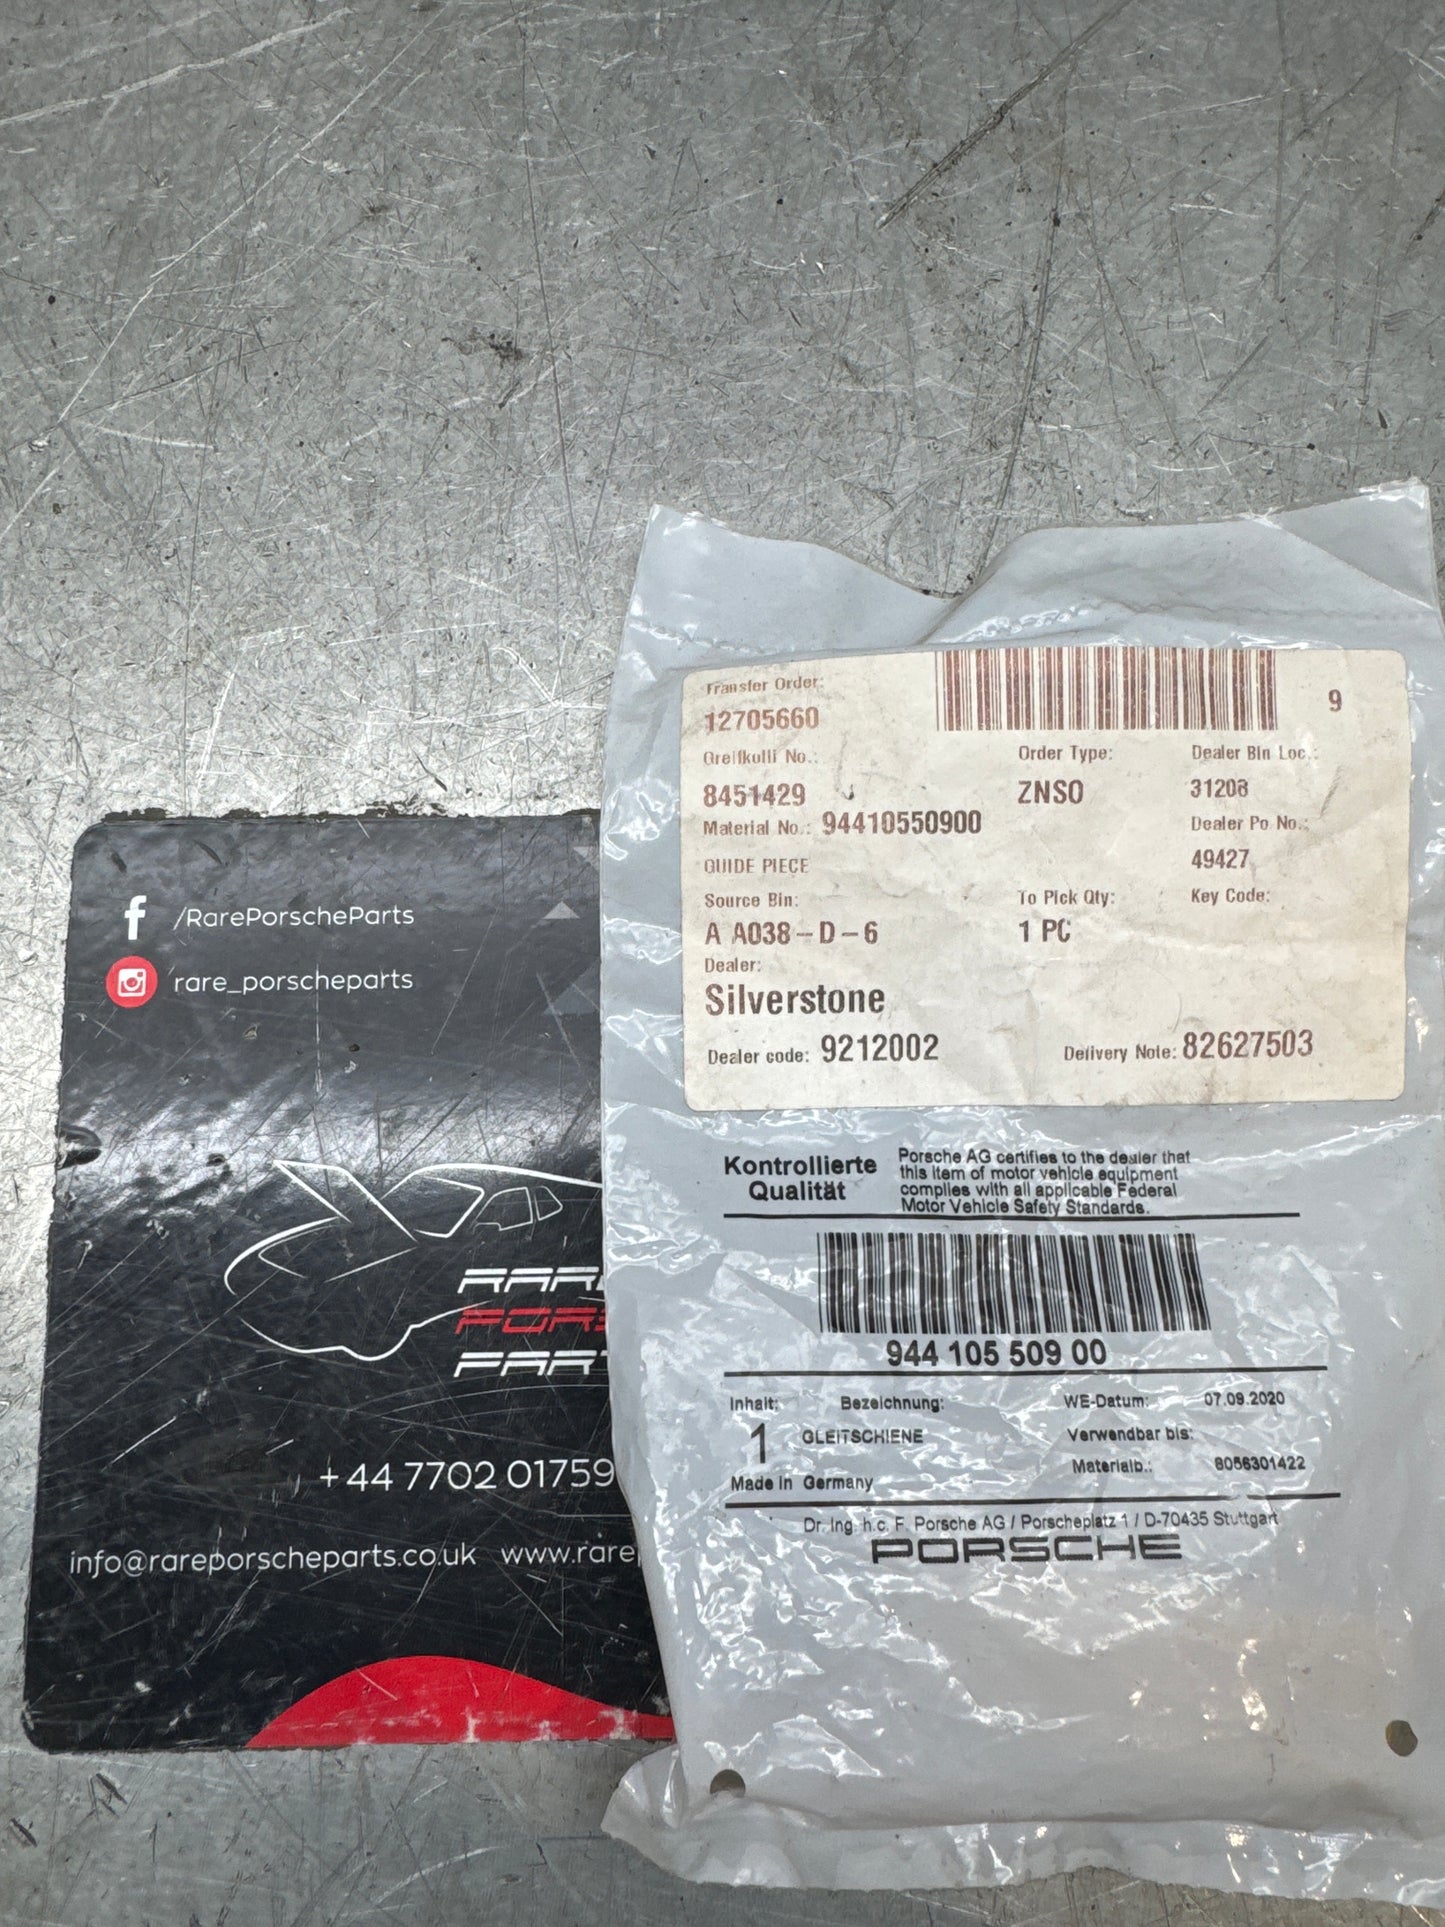 /RarePorscheParts
rare_porscheparts
PORS
+44 7702 01759
info@rareporscheparts.co.uk
Transfer Order:
12705660
9
Greifkolli No.:
Order Type:
Dealer Bin Loc.:
8451429
ZNSO
31208
Material No.: 94410550900
Dealer Po No.:
GUIDE PIECE
49427
Source Bin:
To Pick Qty:
Key Code:
A A038-D-6
1 PC
Dealer:
Silverstone
Dealer code: 9212002
Delivery Note: 82627503
Kontrollierte
Qualität
Porsche AG certifies to the dealer that
this item of motor vehicle equipment
complies with all applicable Federal
Motor Vehicle Safety Standards.
944 105 509 00
Inhalt:
Bezeichnung:
WE-Datum:
07.09.2020
1
GLEITSCHIENE
Verwendbar bis:
Materialb.:
8056301422
Made in Germany
Dr. Ing. h.c. F. Porsche AG / Porscheplatz 1 / D-70435 Stuttgart
PORSCHE